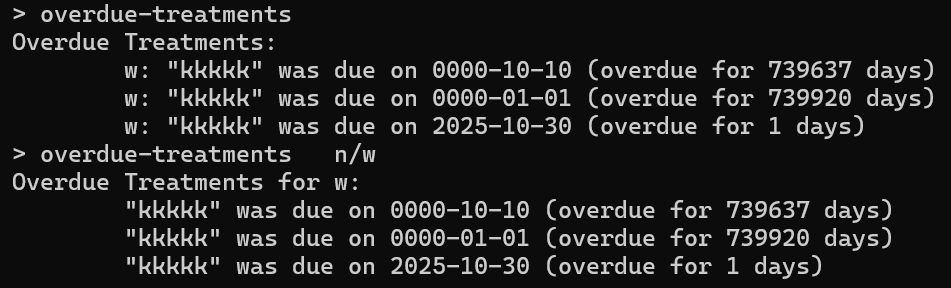 > overdue-treatments
Overdue Treatments:
        w: "kkkkk" was due on 0000-10-10 (overdue for 739637 days)
        w: "kkkkk" was due on 0000-01-01 (overdue for 739920 days)
        w: "kkkkk" was due on 2025-10-30 (overdue for 1 days)
> overdue-treatments   n/w
Overdue Treatments for w:
        "kkkkk" was due on 0000-10-10 (overdue for 739637 days)
        "kkkkk" was due on 0000-01-01 (overdue for 739920 days)
        "kkkkk" was due on 2025-10-30 (overdue for 1 days)